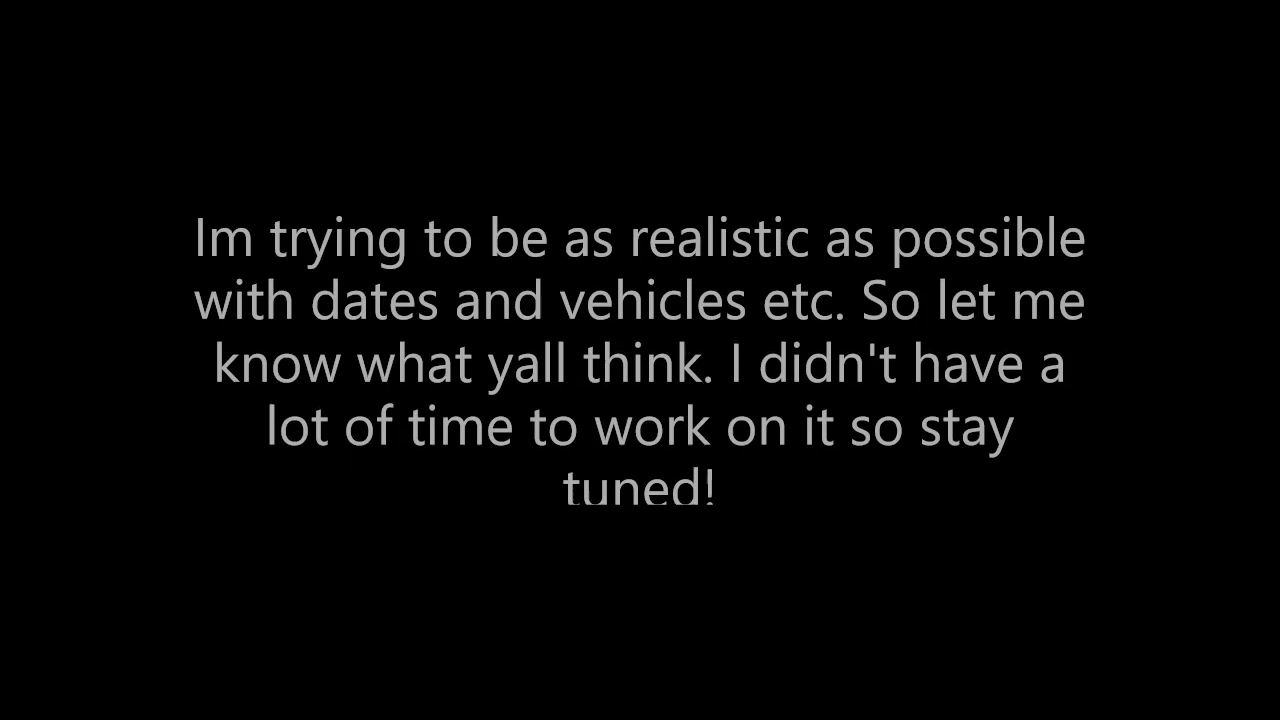 Im trying to be as realistic as possible
with dates and vehicles etc. So let me
know what yall think. I didn't have a
lot of time to work on it so stay
tuned!